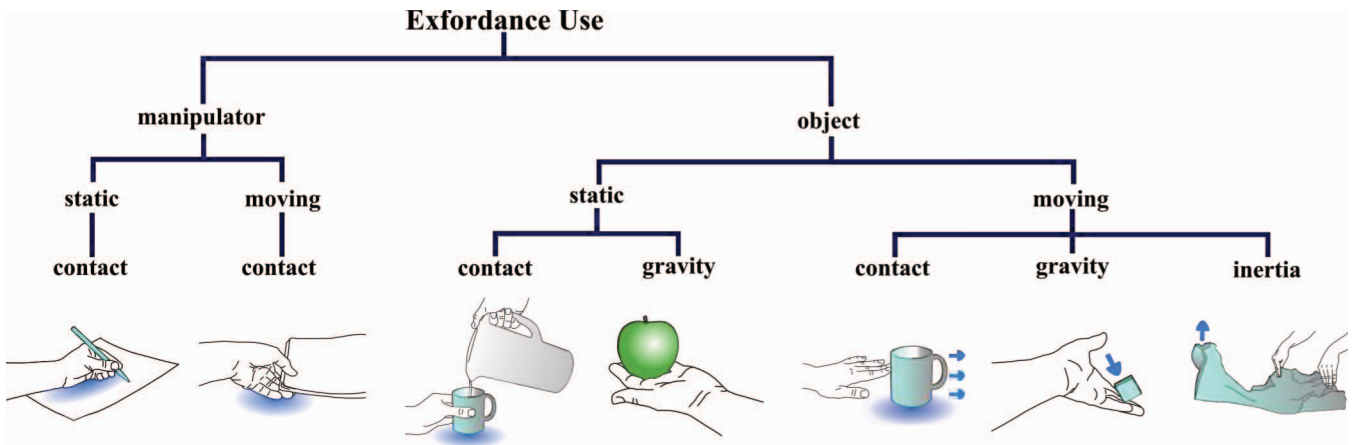 Exfordance Use
manipulator
object
static
moving
static
moving
contact
contact
contact
gravity
contact
gravity
inertia